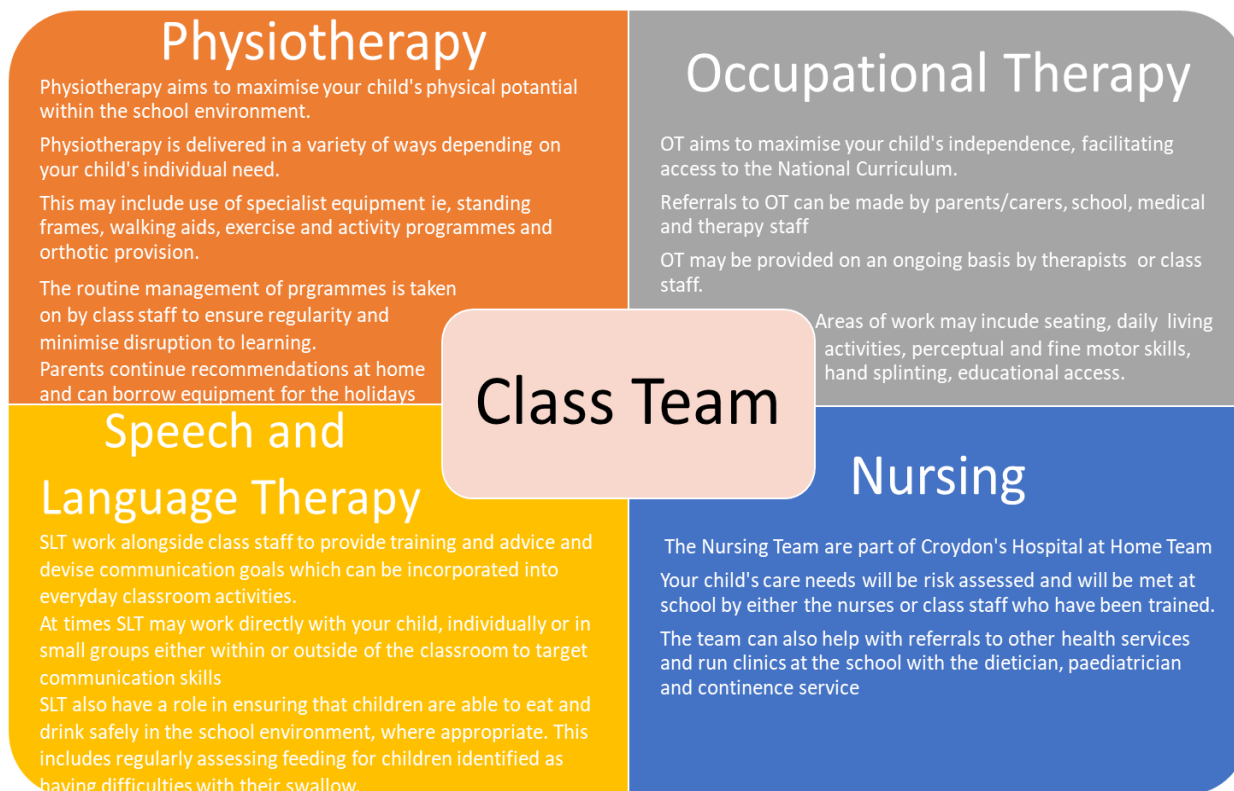 Physiotherapy
Physiotherapy aims to maximise your child's physical potantial
within the school environment.
Physiotherapy is delivered in a variety of ways depending on
your child's individual need.
This may include use of specialist equipment ie, standing
frames, walking aids, exercise and activity programmes and
orthotic provision.
The routine management of prgrammes is taken
on by class staff to ensure regularity and
minimise disruption to learning.
Parents continue recommendations at home
and can borrow equipment for the holidays
Occupational Therapy
OT aims to maximise your child's independence, facilitating
access to the National Curriculum.
Referrals to OT can be made by parents/carers, school, medical
and therapy staff
OT may be provided on an ongoing basis by therapists or class
staff.
Areas of work may incude seating, daily living
activities, perceptual and fine motor skills,
hand splinting, educational access.
Class Team
Speech and
Language Therapy
SLT work alongside class staff to provide training and advice and
devise communication goals which can be incorporated into
everyday classroom activities.
At times SLT may work directly with your child, individually or in
small groups either within or outside of the classroom to target
communication skills
SLT also have a role in ensuring that children are able to eat and
drink safely in the school environment, where appropriate. This
includes regularly assessing feeding for children identified as
having difficulties with their swallow.
Nursing
The Nursing Team are part of Croydon's Hospital at Home Team
Your child's care needs will be risk assessed and will be met at
school by either the nurses or class staff who have been trained.
The team can also help with referrals to other health services
and run clinics at the school with the dietician, paediatrician
and continence service